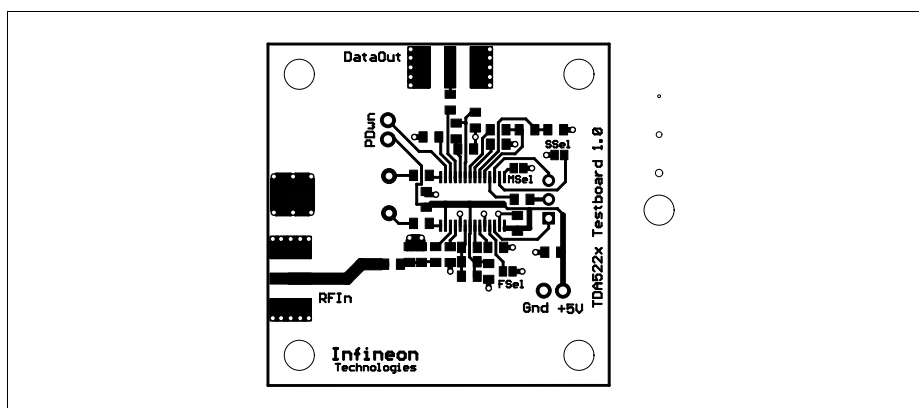 DataOut
PDwn
SSel
MSel
TDA522x Testboard 1.0
FSel
RFIn
Gnd +5V
Infineon
Technologies